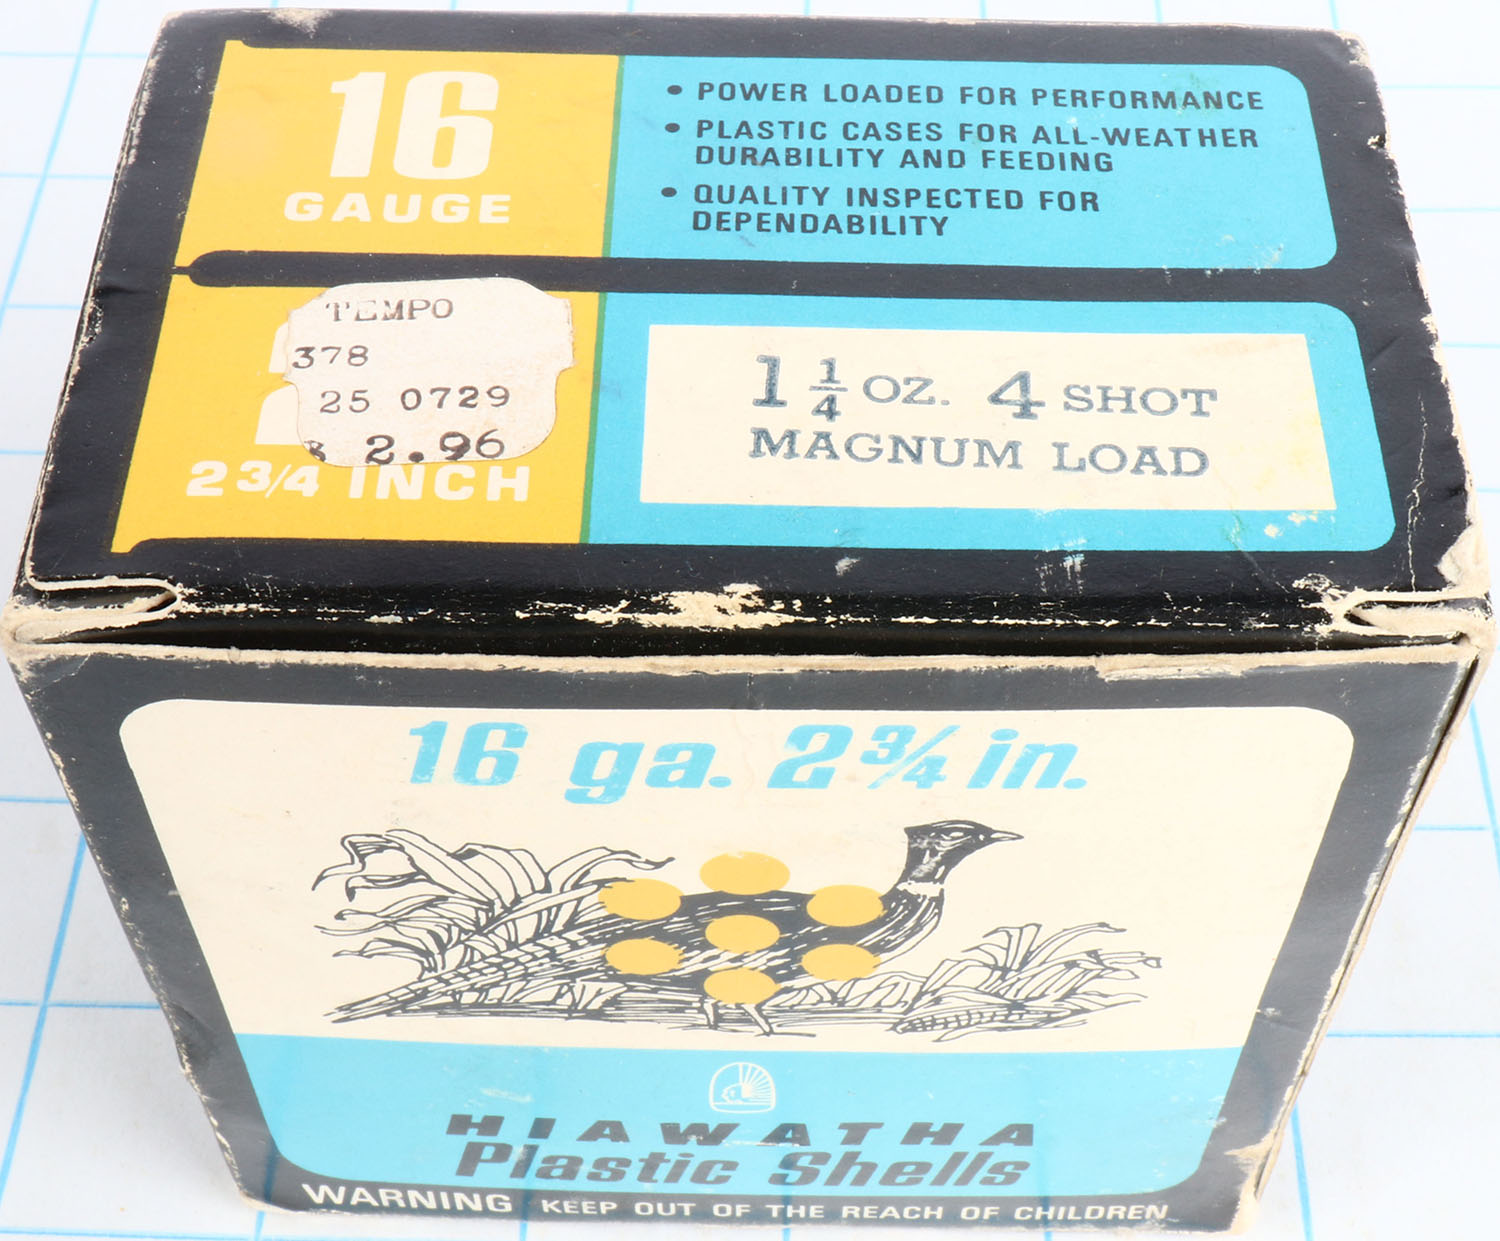 16
GAUGE
• POWER LOADED FOR PERFORMANCE
• PLASTIC CASES FOR ALL-WEATHER
DURABILITY AND FEEDING
• QUALITY INSPECTED FOR
DEPENDABILITY
TEMPO
378
25 0729
2.96
2 3/4 INCH
1 1/4 OZ. 4 SHOT
MAGNUM LOAD
16 ga. 2 3/4 in.
HIAWATHA
Plastic Shells
WARNING KEEP OUT OF THE REACH OF CHILDREN